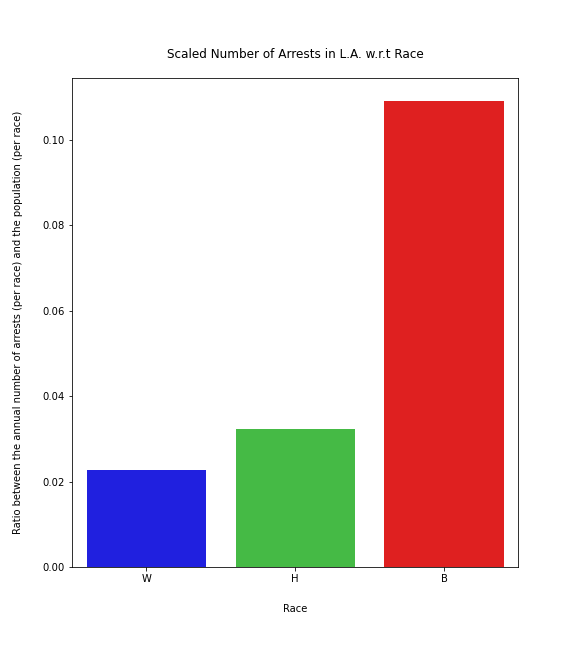 Scaled Number of Arrests in L.A. w.r.t Race
Ratio between the annual number of arrests (per race) and the population (per race)
0.10
0.08
0.06
0.04
0.02
0.00
W
H
B
Race